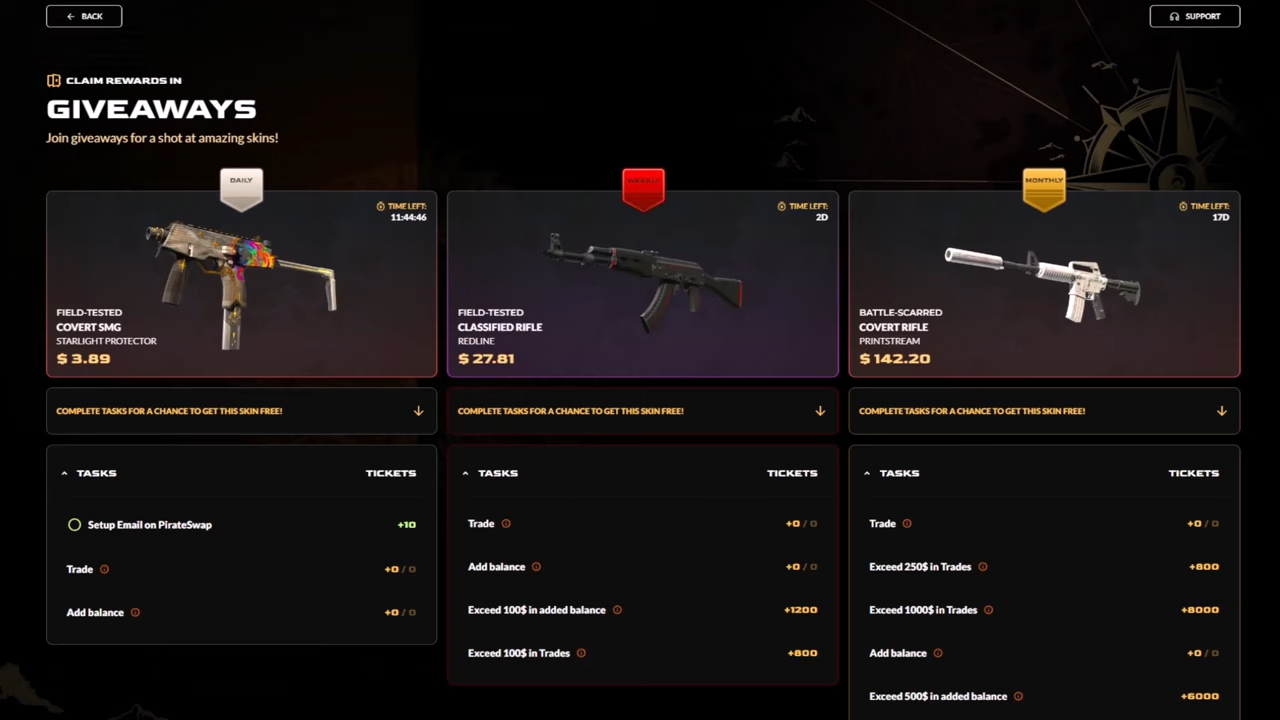 BACK
SUPPORT
CLAIM REWARDS IN
GIVEAWAYS
Join giveaways for a shot at amazing skins!
DAILY
TIME LEFT:
11:44:46
FIELD-TESTED
COVERT SMG
STARLIGHT PROTECTOR
$ 3.89
WEEKLY
TIME LEFT:
2D
FIELD-TESTED
CLASSIFIED RIFLE
REDLINE
$ 27.81
MONTHLY
TIME LEFT:
17D
BATTLE-SCARRED
COVERT RIFLE
PRINTSTREAM
$ 142.20
COMPLETE TASKS FOR A CHANCE TO GET THIS SKIN FREE!
COMPLETE TASKS FOR A CHANCE TO GET THIS SKIN FREE!
COMPLETE TASKS FOR A CHANCE TO GET THIS SKIN FREE!
TASKS TICKETS
Setup Email on PirateSwap +10
Trade +0 / 0
Add balance +0 / 0
TASKS TICKETS
Trade +0 / 0
Add balance +0 / 0
Exceed 100$ in added balance +1200
Exceed 100$ in Trades +800
TASKS TICKETS
Trade +0 / 0
Exceed 250$ in Trades +800
Exceed 1000$ in Trades +8000
Add balance +0 / 0
Exceed 500$ in added balance +6000